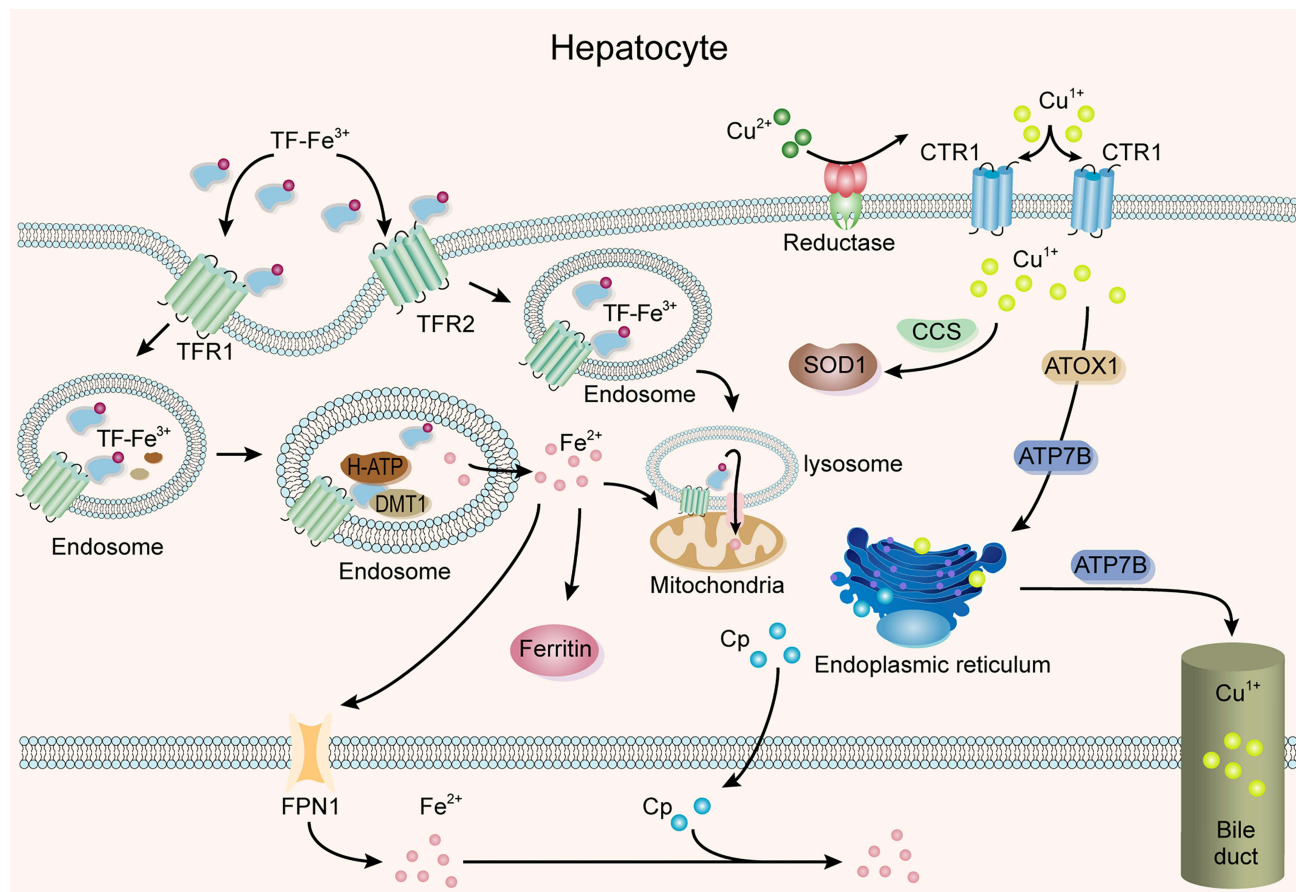 Hepatocyte
TF-Fe³⁺
Cu²⁺
Cu¹⁺
CTR1
CTR1
Reductase
Cu¹⁺
TFR1
TFR2
TF-Fe³⁺
Endosome
CCS
SOD1
ATOX1
ATP7B
TF-Fe³⁺
Endosome
H-ATP
DMT1
Endosome
Fe²⁺
lysosome
Mitochondria
Ferritin
Cp
Endoplasmic reticulum
ATP7B
Cu¹⁺
Bile
duct
FPN1
Fe²⁺
Cp